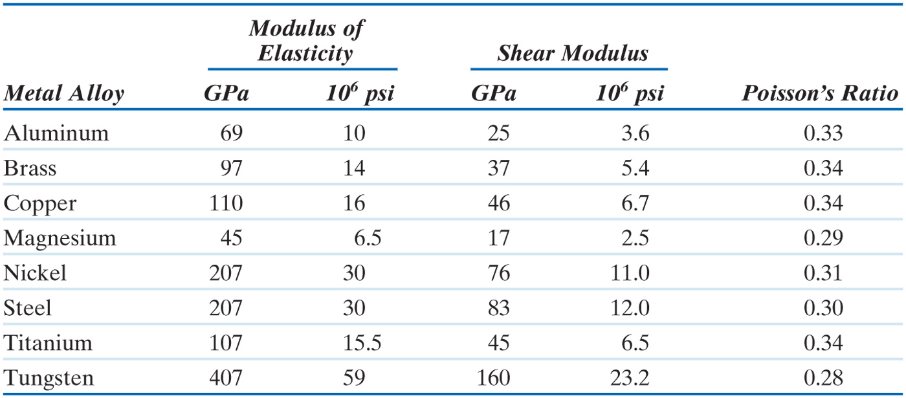 Modulus of
Elasticity Shear Modulus
Metal Alloy GPa 10⁶ psi GPa 10⁶ psi Poisson's Ratio
Aluminum 69 10 25 3.6 0.33
Brass 97 14 37 5.4 0.34
Copper 110 16 46 6.7 0.34
Magnesium 45 6.5 17 2.5 0.29
Nickel 207 30 76 11.0 0.31
Steel 207 30 83 12.0 0.30
Titanium 107 15.5 45 6.5 0.34
Tungsten 407 59 160 23.2 0.28